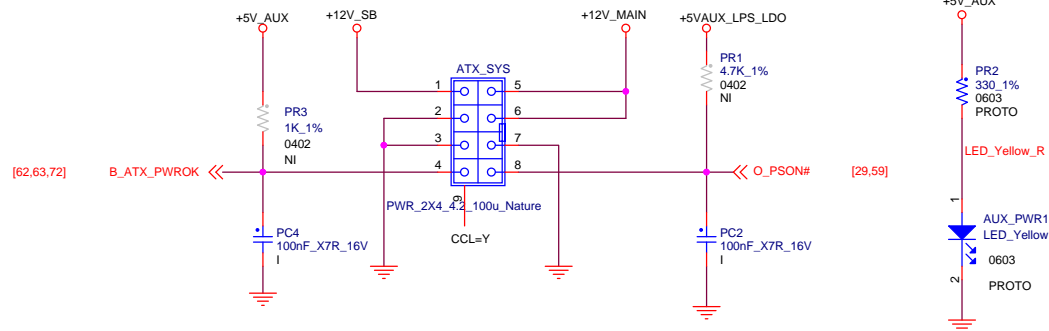 +5V_AUX
+12V_SB
+12V_MAIN
+5VAUX_LPS_LDO
+5V_AUX
ATX_SYS
PR1
4.7K_1%
0402
NI
PR2
330_1%
0603
PROTO
PR3
1K_1%
0402
NI
1
2
3
4
5
6
7
8
9
LED_Yellow_R
[62,63,72]
B_ATX_PWROK
O_PSON#
[29,59]
PWR_2X4_4.2_100u_Nature
CCL=Y
PC4
100nF_X7R_16V
I
PC2
100nF_X7R_16V
I
1
AUX_PWR1
LED_Yellow
0603
2
PROTO